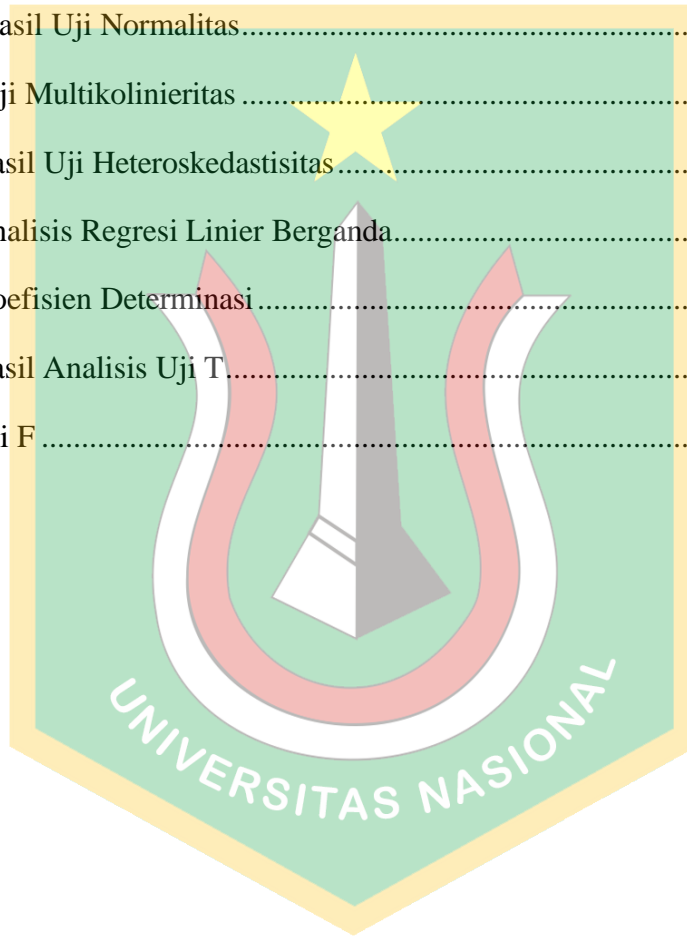 asil Uji Normalitas..........................................................................
ji Multikolinieritas ..........................................................................
asil Uji Heteroskedastisitas..............................................................
nalisis Regresi Linier Berganda.....................................................
oefisien Determinasi.......................................................................
asil Analisis Uji T............................................................................
i F ...................................................................................................
UNIVERSITAS NASIONAL